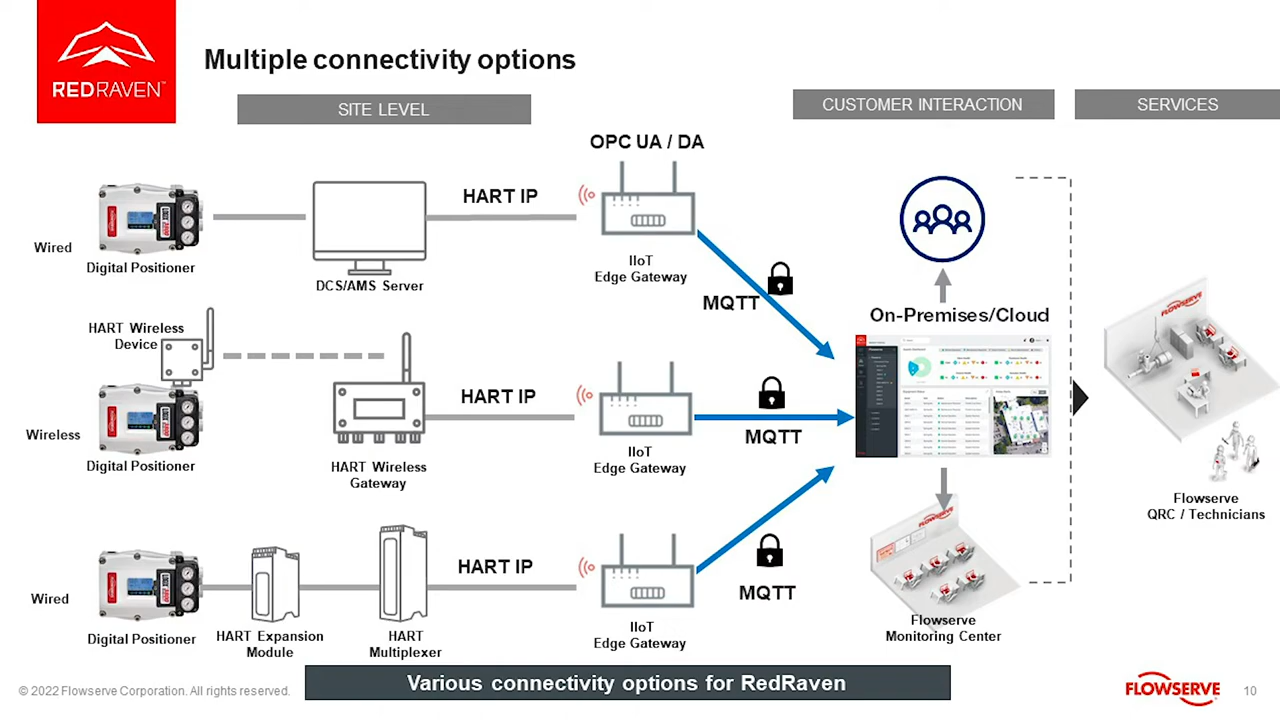 REDRAVEN™
Multiple connectivity options
SITE LEVEL
CUSTOMER INTERACTION
SERVICES
OPC UA / DA
HART IP
Wired
Digital Positioner
DCS/AMS Server
IIoT
Edge Gateway
MQTT
On-Premises/Cloud
HART Wireless
Device
HART IP
Wireless
Digital Positioner
HART Wireless
Gateway
IIoT
Edge Gateway
MQTT
FLOWSERVE
Flowserve
QRC / Technicians
HART IP
Wired
Digital Positioner
HART Expansion
Module
HART
Multiplexer
IIoT
Edge Gateway
MQTT
FLOWSERVE
Flowserve
Monitoring Center
Various connectivity options for RedRaven
© 2022 Flowserve Corporation. All rights reserved.
FLOWSERVE
10